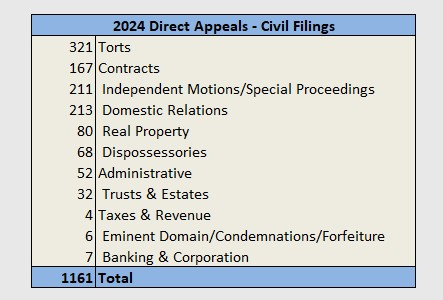 2024 Direct Appeals - Civil Filings
321 Torts
167 Contracts
211 Independent Motions/Special Proceedings
213 Domestic Relations
80 Real Property
68 Dispossessories
52 Administrative
32 Trusts & Estates
4 Taxes & Revenue
6 Eminent Domain/Condemnations/Forfeiture
7 Banking & Corporation
1161 Total